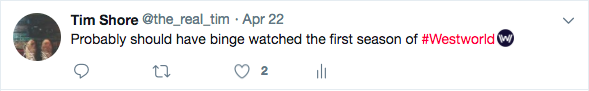 Tim Shore @the_real_tim · Apr 22
Probably should have binge watched the first season of #Westworld
2